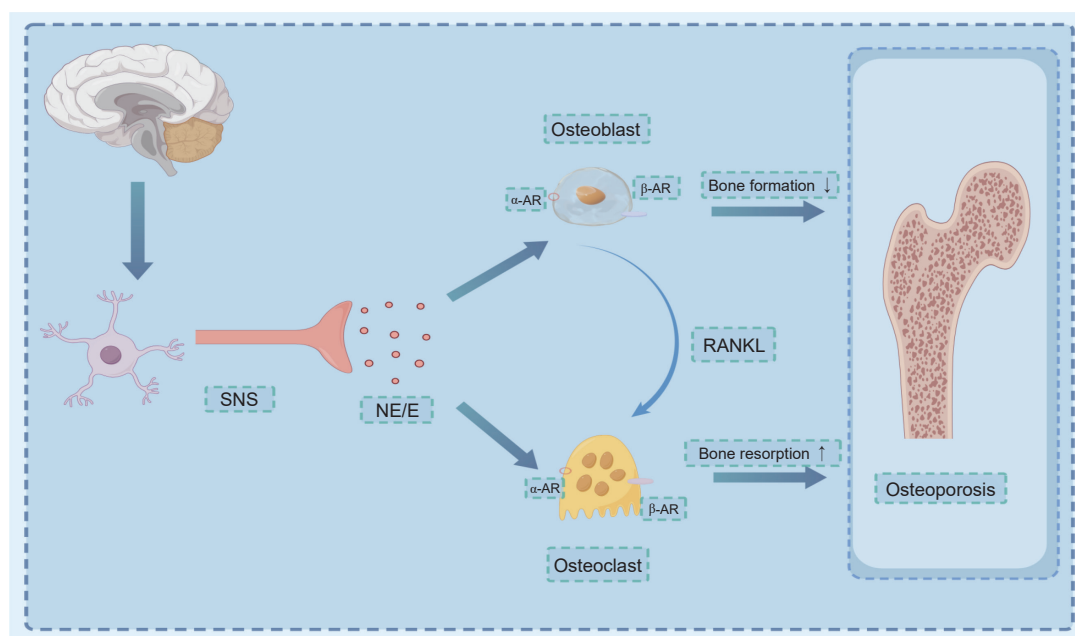 Osteoblast
α-AR
β-AR
Bone formation ↓
RANKL
SNS
NE/E
Bone resorption ↑
α-AR
β-AR
Osteoclast
Osteoporosis